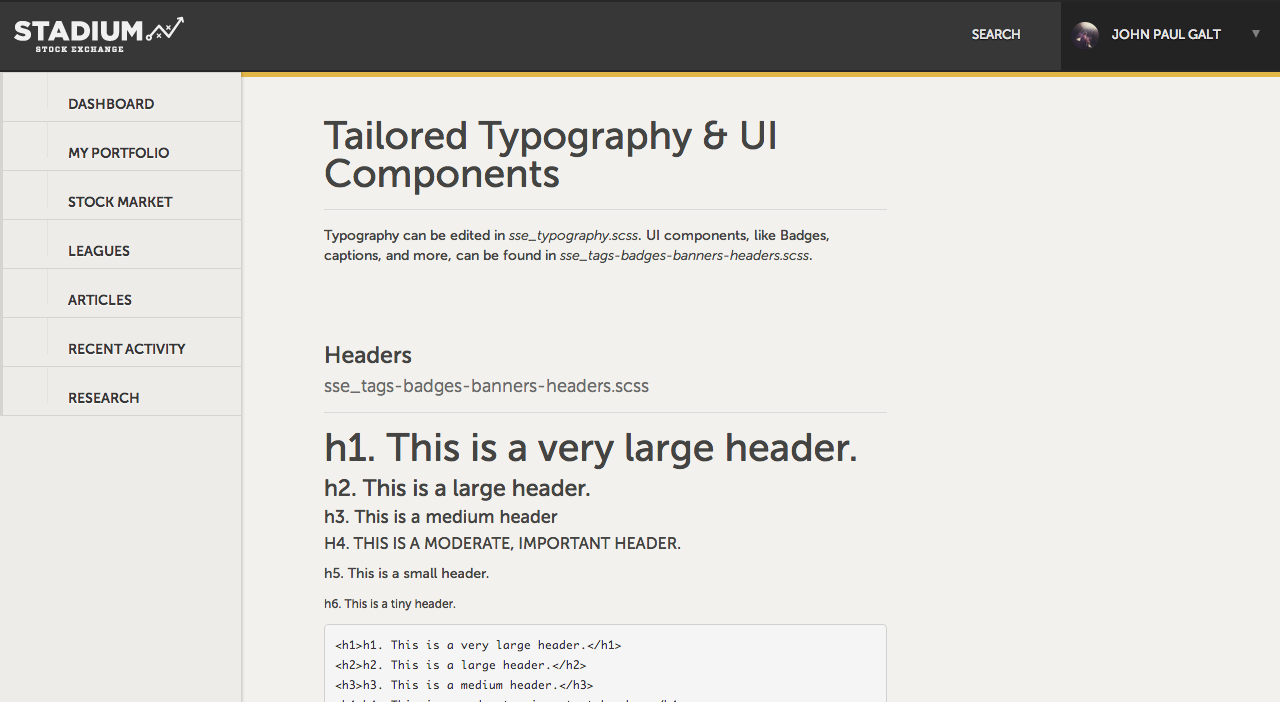 STADIUM
STOCK EXCHANGE
SEARCH
JOHN PAUL GALT
DASHBOARD
MY PORTFOLIO
STOCK MARKET
LEAGUES
ARTICLES
RECENT ACTIVITY
RESEARCH
Tailored Typography & UI
Components
Typography can be edited in sse_typography.scss. UI components, like Badges,
captions, and more, can be found in sse_tags-badges-banners-headers.scss.
Headers
sse_tags-badges-banners-headers.scss
h1. This is a very large header.
h2. This is a large header.
h3. This is a medium header
H4. THIS IS A MODERATE, IMPORTANT HEADER.
h5. This is a small header.
h6. This is a tiny header.
<h1>h1. This is a very large header.</h1>
<h2>h2. This is a large header.</h2>
<h3>h3. This is a medium header.</h3>